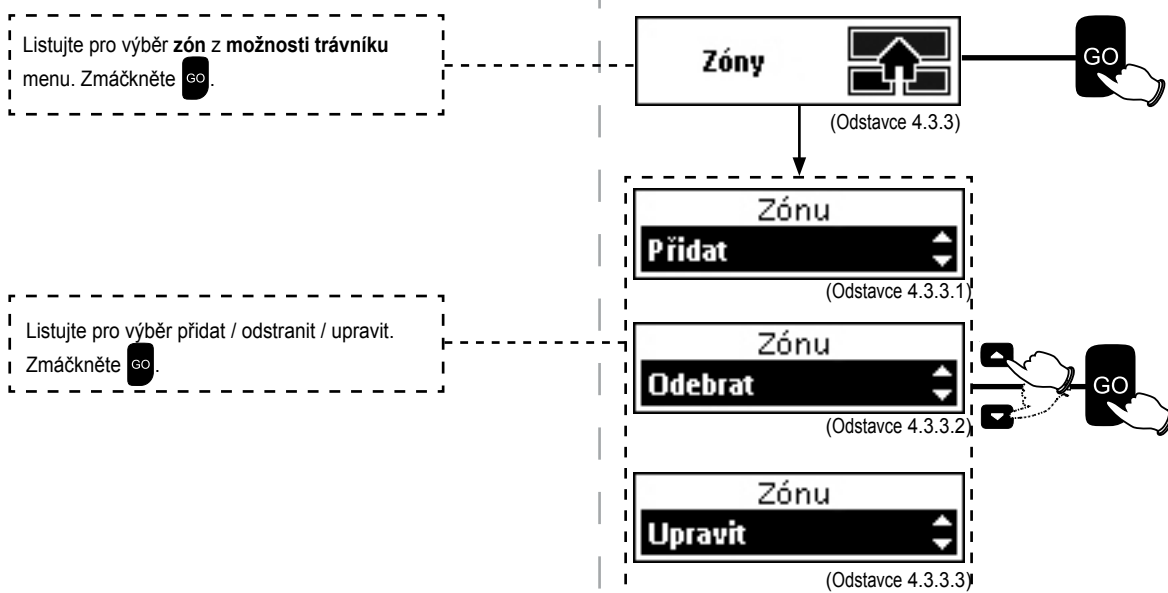 Listujte pro výběr zón z možnosti trávníku
menu. Zmáčkněte GO.
Zóny
GO
(Odstavce 4.3.3)
Zónu
Přidat
(Odstavce 4.3.3.1)
Listujte pro výběr přidat / odstranit / upravit.
Zmáčkněte GO.
Zónu
Odebrat
GO
(Odstavce 4.3.3.2)
Zónu
Upravit
(Odstavce 4.3.3.3)